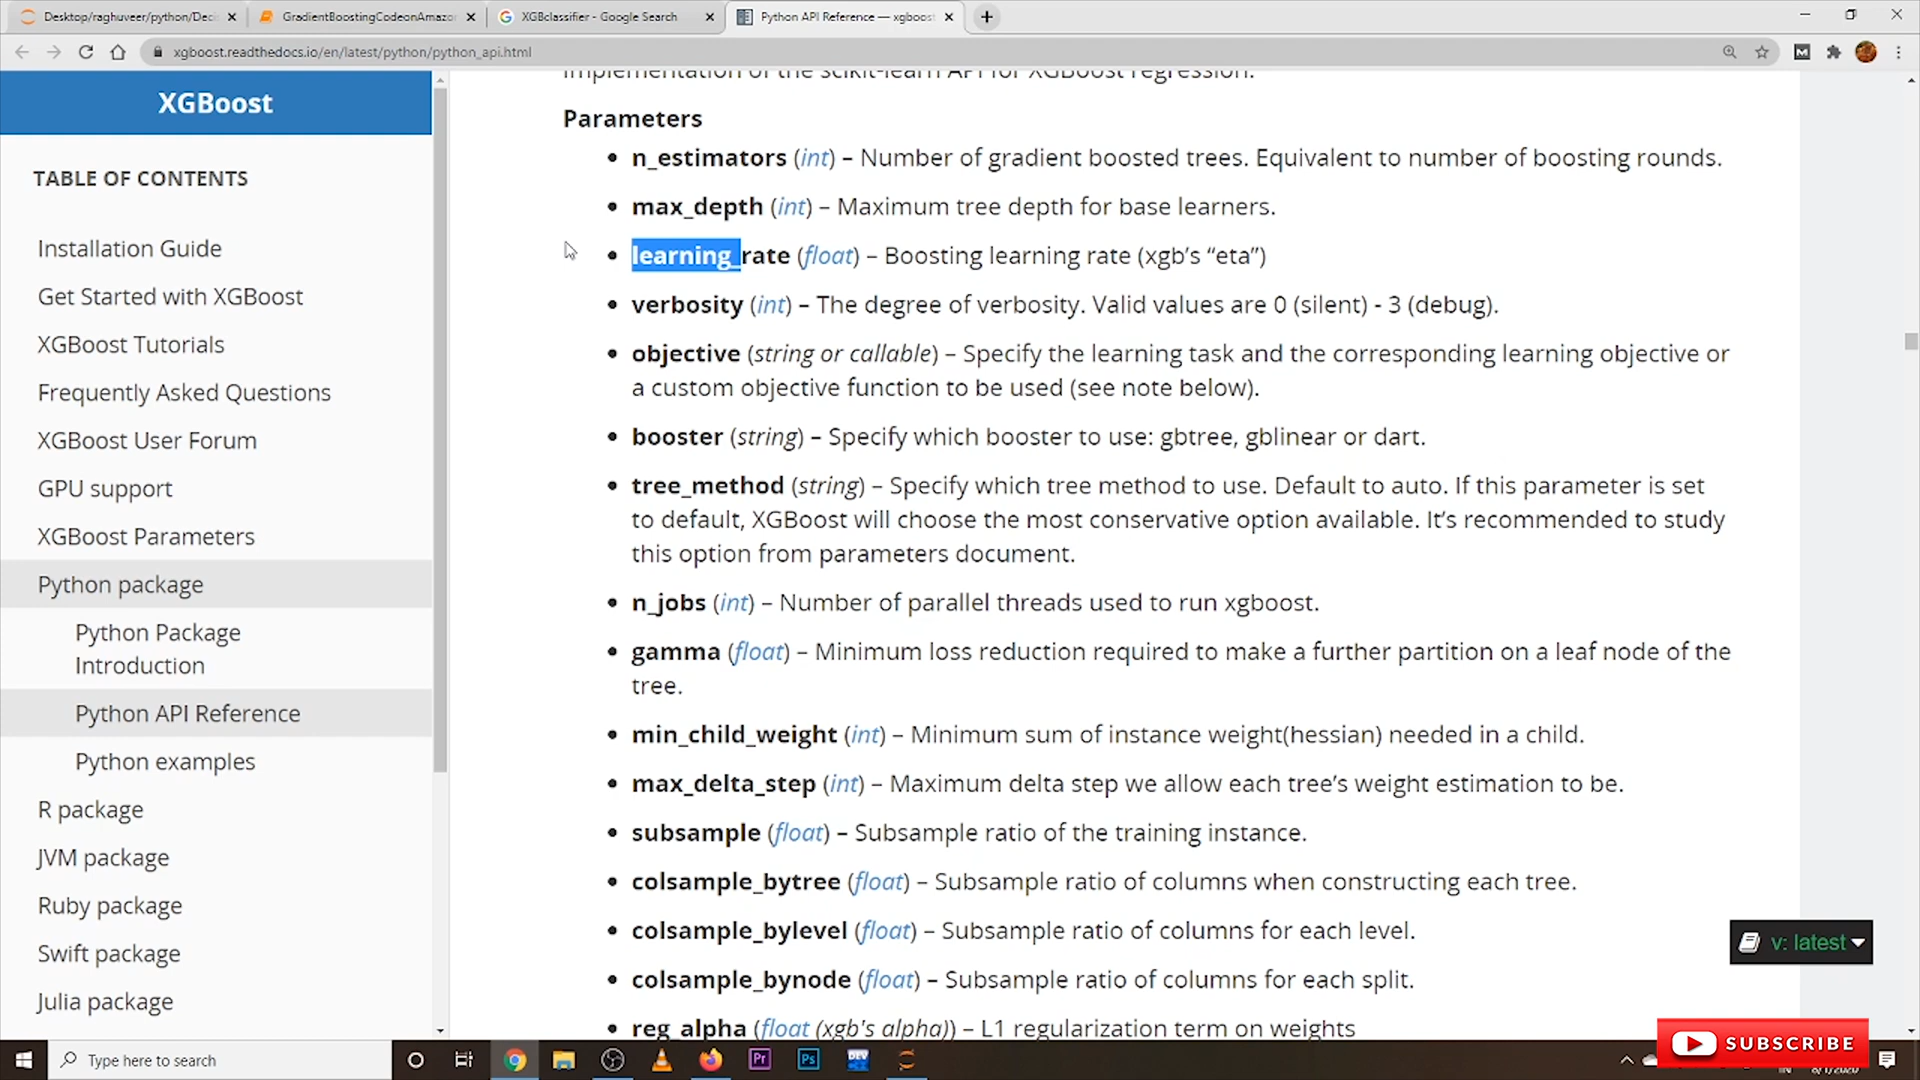 Desktop/raghuveer/python/Deci
GradientBoostingCodeonAmazon
XGBclassifier - Google Search
Python API Reference — xgboost
xgboost.readthedocs.io/en/latest/python/python_api.html
XGBoost
TABLE OF CONTENTS
Installation Guide
Get Started with XGBoost
XGBoost Tutorials
Frequently Asked Questions
XGBoost User Forum
GPU support
XGBoost Parameters
Python package
Python Package
Introduction
Python API Reference
Python examples
R package
JVM package
Ruby package
Swift package
Julia package
Implementation of the scikit-learn API for XGBoost regression.
Parameters
• n_estimators (int) – Number of gradient boosted trees. Equivalent to number of boosting rounds.
• max_depth (int) – Maximum tree depth for base learners.
• learning_rate (float) – Boosting learning rate (xgb’s “eta”)
• verbosity (int) – The degree of verbosity. Valid values are 0 (silent) - 3 (debug).
• objective (string or callable) – Specify the learning task and the corresponding learning objective or
a custom objective function to be used (see note below).
• booster (string) – Specify which booster to use: gbtree, gblinear or dart.
• tree_method (string) – Specify which tree method to use. Default to auto. If this parameter is set
to default, XGBoost will choose the most conservative option available. It’s recommended to study
this option from parameters document.
• n_jobs (int) – Number of parallel threads used to run xgboost.
• gamma (float) – Minimum loss reduction required to make a further partition on a leaf node of the
tree.
• min_child_weight (int) – Minimum sum of instance weight(hessian) needed in a child.
• max_delta_step (int) – Maximum delta step we allow each tree’s weight estimation to be.
• subsample (float) – Subsample ratio of the training instance.
• colsample_bytree (float) – Subsample ratio of columns when constructing each tree.
• colsample_bylevel (float) – Subsample ratio of columns for each level.
• colsample_bynode (float) – Subsample ratio of columns for each split.
• reg_alpha (float (xgb's alpha)) – L1 regularization term on weights
v: latest
SUBSCRIBE
Type here to search
Pr
Ps
DEV